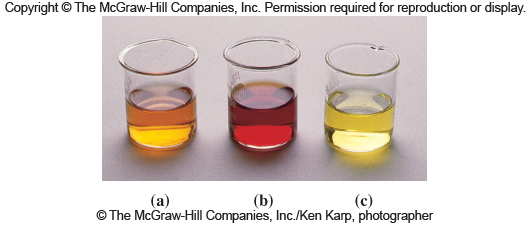 Copyright © The McGraw-Hill Companies, Inc. Permission required for reproduction or display.
(a) (b) (c)
© The McGraw-Hill Companies, Inc./Ken Karp, photographer